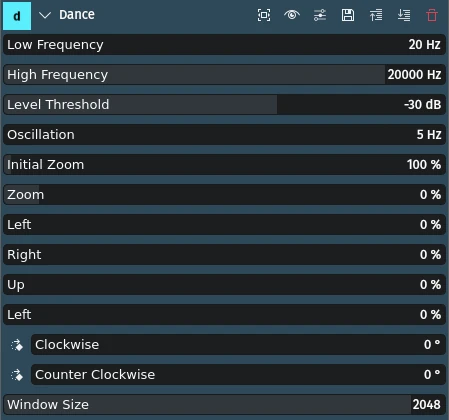 d Dance
Low Frequency 20 Hz
High Frequency 20000 Hz
Level Threshold -30 dB
Oscillation 5 Hz
Initial Zoom 100 %
Zoom 0 %
Left 0 %
Right 0 %
Up 0 %
Left 0 %
Clockwise 0 °
Counter Clockwise 0 °
Window Size 2048